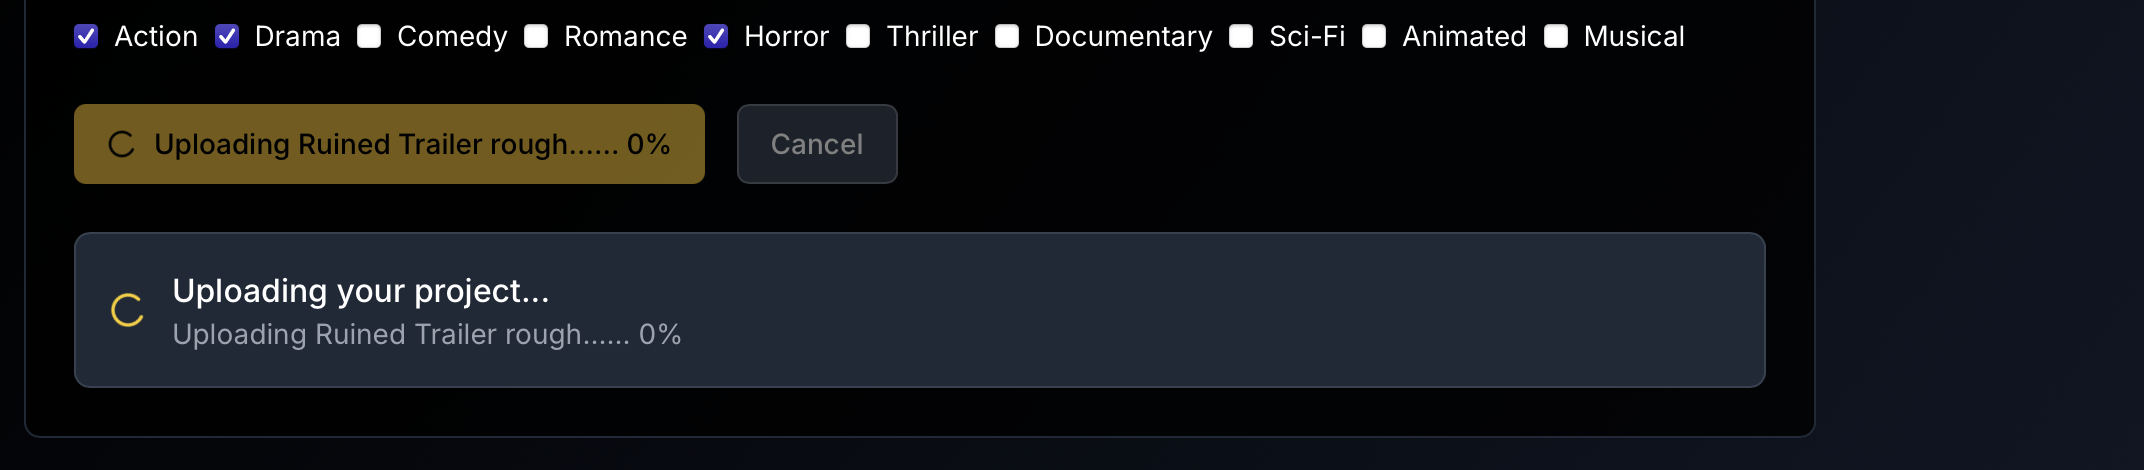 Action Drama Comedy Romance Horror Thriller Documentary Sci-Fi Animated Musical
Uploading Ruined Trailer rough...... 0% Cancel
Uploading your project...
Uploading Ruined Trailer rough...... 0%